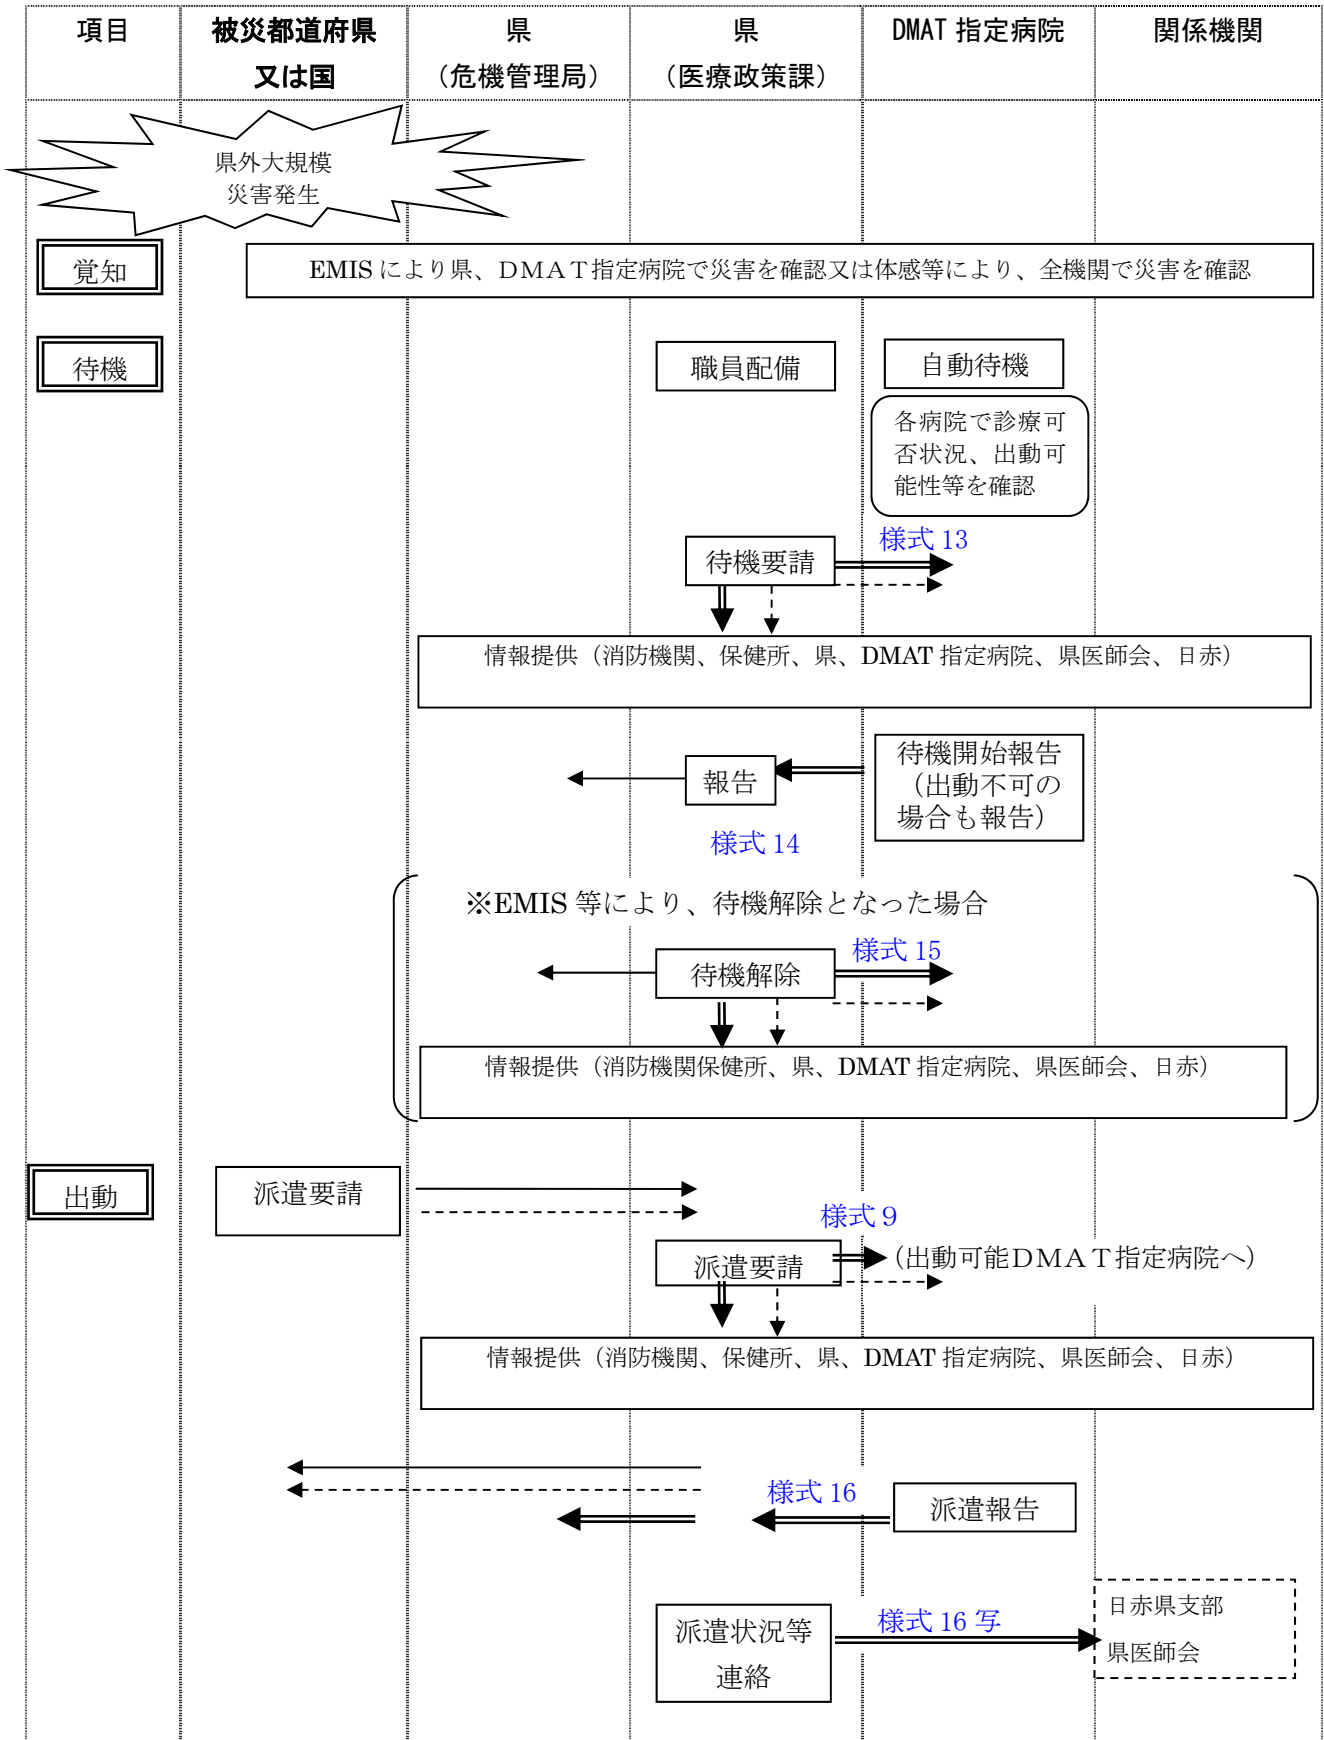 項目
被災都道府県
又は国
県
（危機管理局）
県
（医療政策課）
DMAT 指定病院
関係機関
県外大規模
災害発生
覚知
EMIS により県、ＤＭＡＴ指定病院で災害を確認又は体感等により、全機関で災害を確認
待機
職員配備
自動待機
各病院で診療可
否状況、出動可
能性等を確認
様式 13
待機要請
情報提供（消防機関、保健所、県、DMAT 指定病院、県医師会、日赤）
待機開始報告
（出動不可の
場合も報告）
報告
様式 14
※EMIS 等により、待機解除となった場合
様式 15
待機解除
情報提供（消防機関保健所、県、DMAT 指定病院、県医師会、日赤）
出動
派遣要請
様式９
派遣要請
（出動可能ＤＭＡＴ指定病院へ）
情報提供（消防機関、保健所、県、DMAT 指定病院、県医師会、日赤）
様式 16
派遣報告
派遣状況等
連絡
様式 16 写
日赤県支部
県医師会